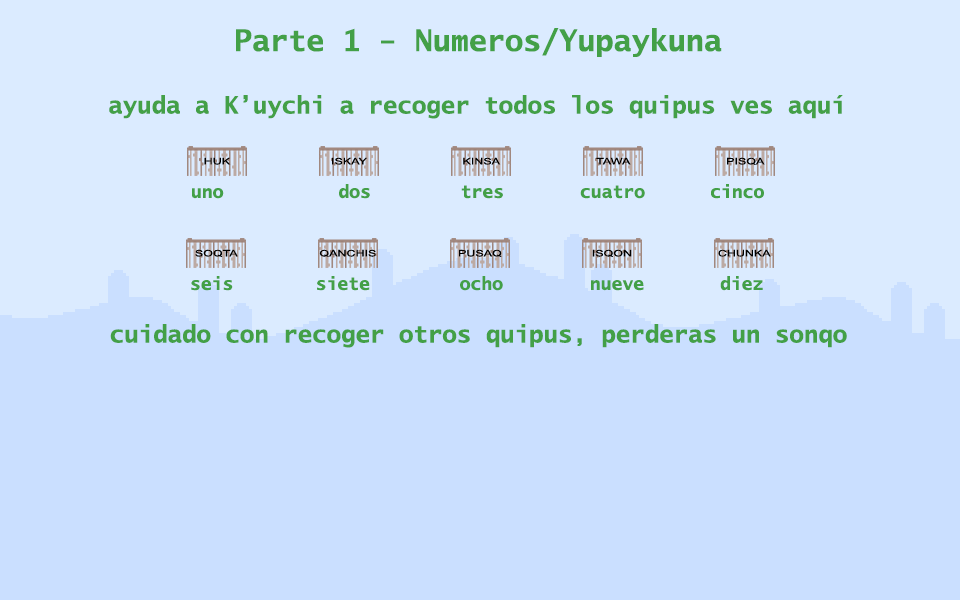 Parte 1 – Numeros/Yupaykuna
ayuda a K’uychi a recoger todos los quipus ves aquí
HUK ISKAY KINSA TAWA PISQA
uno dos tres cuatro cinco
SOQTA QANCHIS PUSAQ ISQON CHUNKA
seis siete ocho nueve diez
cuidado con recoger otros quipus, perderas un sonqo